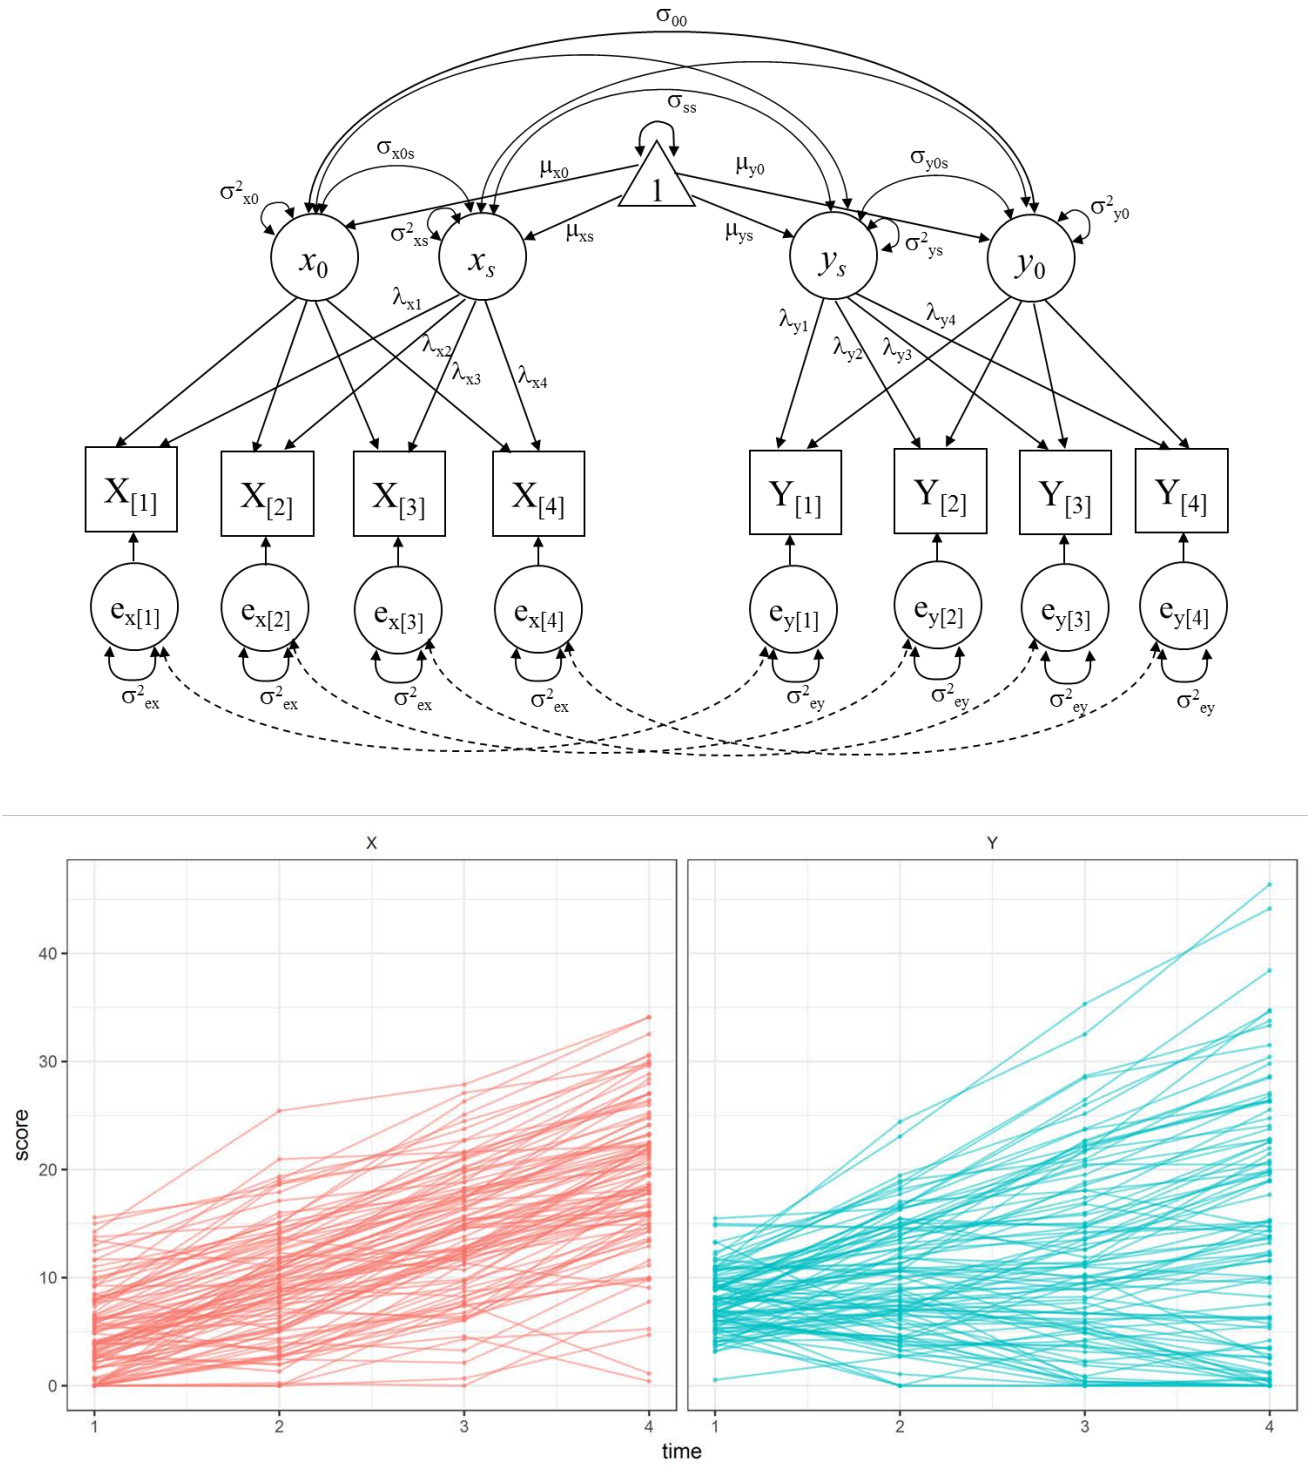 σ00
σss
σx0s
μx0
μy0
σy0s
σ²x0
1
σ²y0
σ²xs
μxs
μys
σ²ys
x0
xs
ys
y0
λx1
λy1
λy4
λx2
λy2
λy3
λx3
λx4
X[1]
X[2]
X[3]
X[4]
Y[1]
Y[2]
Y[3]
Y[4]
ex[1]
ex[2]
ex[3]
ex[4]
ey[1]
ey[2]
ey[3]
ey[4]
σ²ex
σ²ex
σ²ex
σ²ex
σ²ey
σ²ey
σ²ey
σ²ey
X
Y
40
30
20
10
0
score
1
2
3
4
1
2
3
4
time